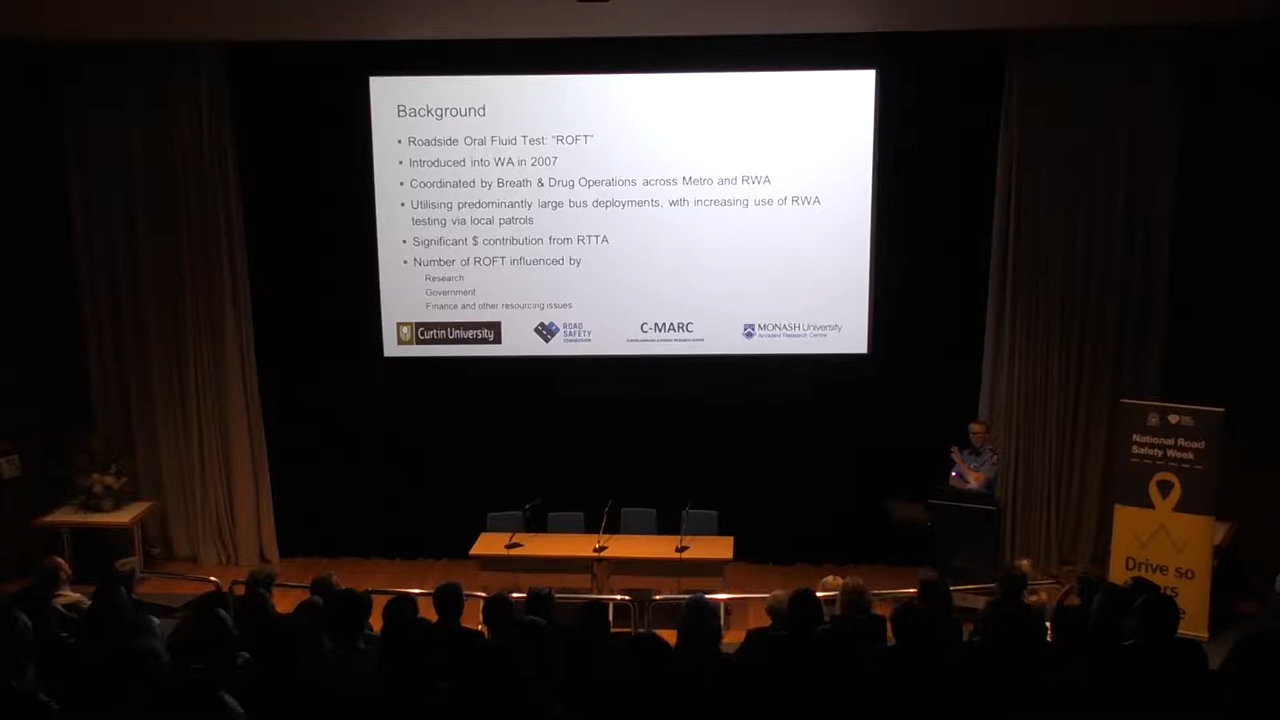 Background
▪ Roadside Oral Fluid Test: “ROFT”
▪ Introduced into WA in 2007
▪ Coordinated by Breath & Drug Operations across Metro and RWA
▪ Utilising predominantly large bus deployments, with increasing use of RWA
testing via local patrols
▪ Significant $ contribution from RTTA
▪ Number of ROFT influenced by
Research
Government
Finance and other resourcing issues
Curtin University
ROAD
SAFETY
COMMISSION
C-MARC
MONASH University
Accident Research Centre
National Road
Safety Week
Drive so